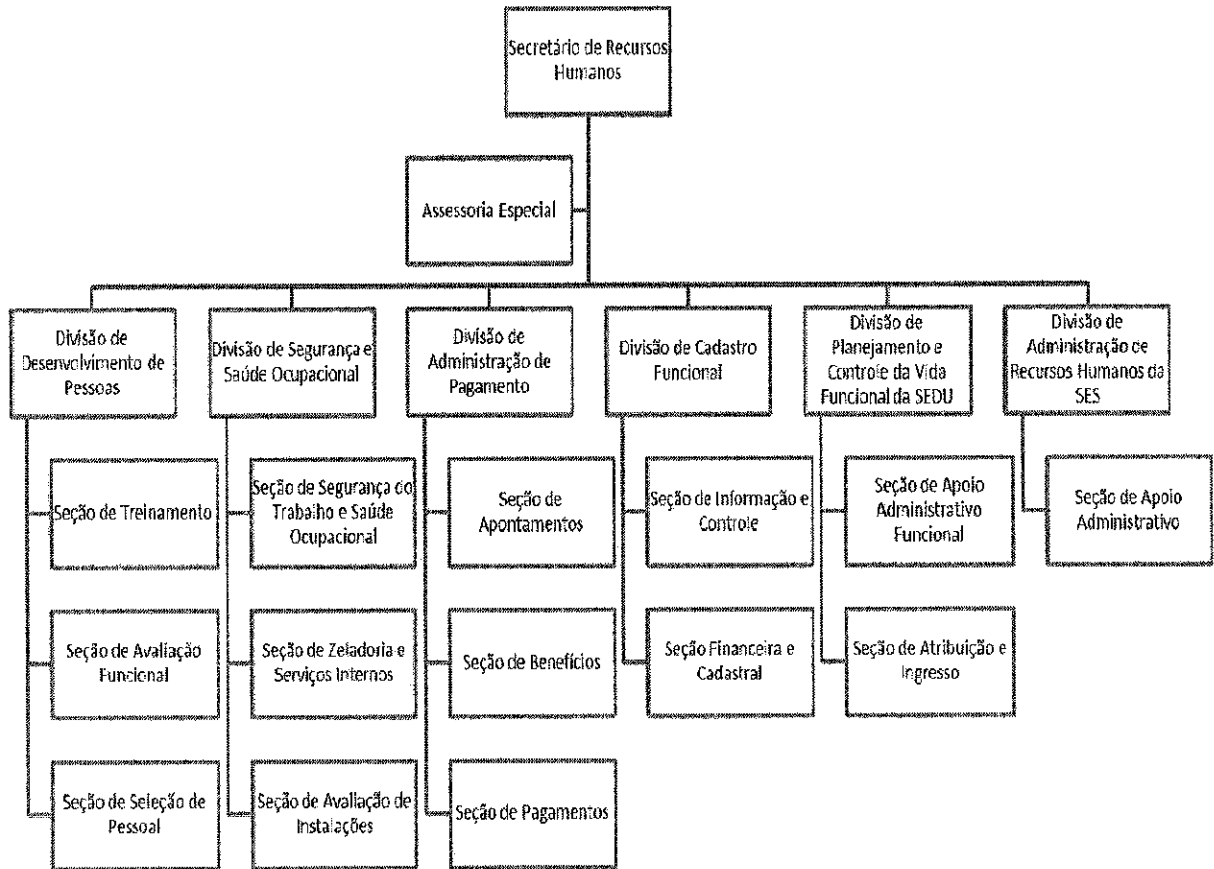 Secretário de Recursos
Humanos
Assessoria Especial
Divisão de
Desenvolvimento de
Pessoas
Divisão de Segurança e
Saúde Ocupacional
Divisão de
Administração de
Pagamento
Divisão de Cadastro
Funcional
Divisão de
Planejamento e
Controle da Vida
Funcional da SEDU
Divisão de
Administração de
Recursos Humanos da
SES
Seção de Treinamento
Seção de Segurança do
Trabalho e Saúde
Ocupacional
Seção de
Apontamentos
Seção de Informação e
Controle
Seção de Apoio
Administrativo
Funcional
Seção de Apoio
Administrativo
Seção de Avaliação
Funcional
Seção de Zeladoria e
Serviços Internos
Seção de Benefícios
Seção Financeira e
Cadastral
Seção de Atribuição e
Ingresso
Seção de Seleção de
Pessoal
Seção de Avaliação de
Instalações
Seção de Pagamentos